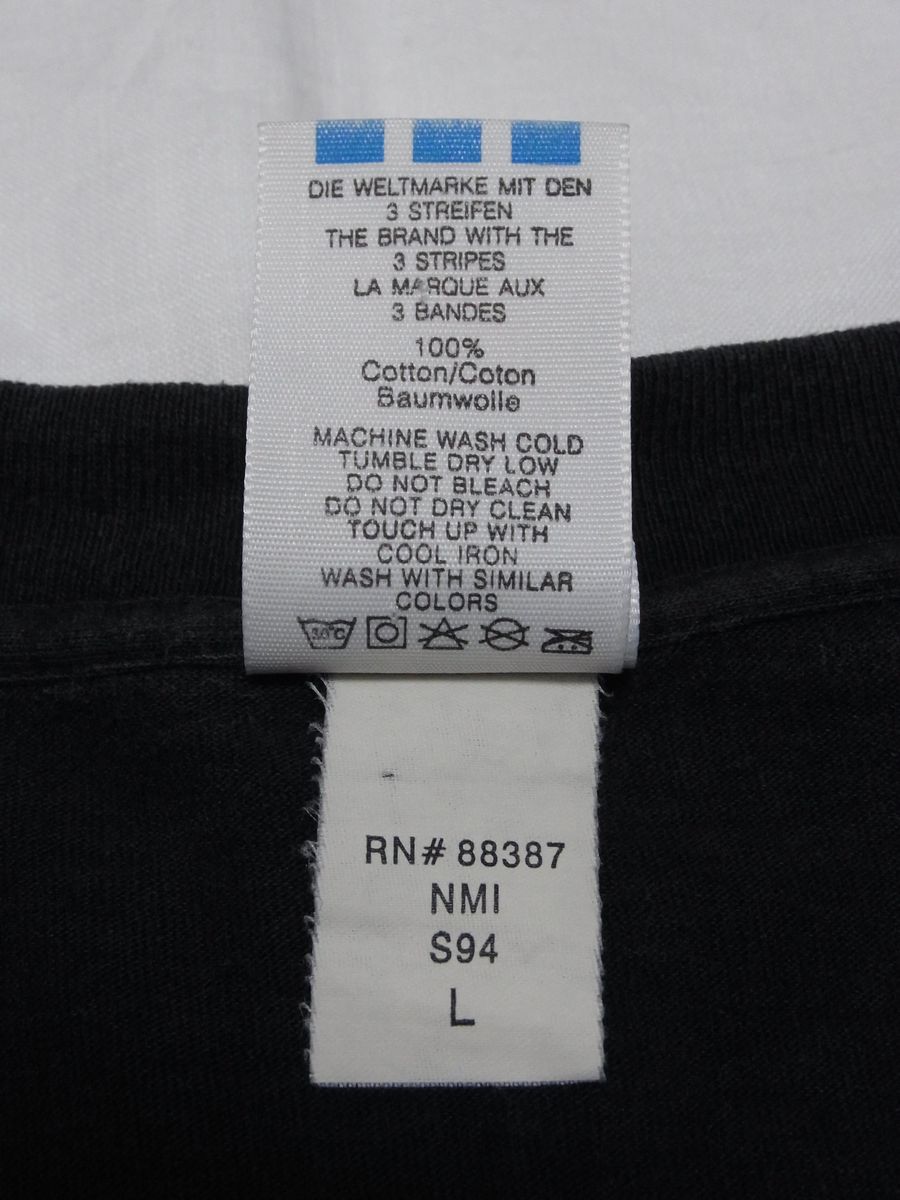 DIE WELTMARKE MIT DEN
3 STREIFEN
THE BRAND WITH THE
3 STRIPES
LA MARQUE AUX
3 BANDES
100%
Cotton/Coton
Baumwolle
MACHINE WASH COLD
TUMBLE DRY LOW
DO NOT BLEACH
DO NOT DRY CLEAN
TOUCH UP WITH
COOL IRON
WASH WITH SIMILAR
COLORS
30°C
RN# 88387
NMI
S94
L